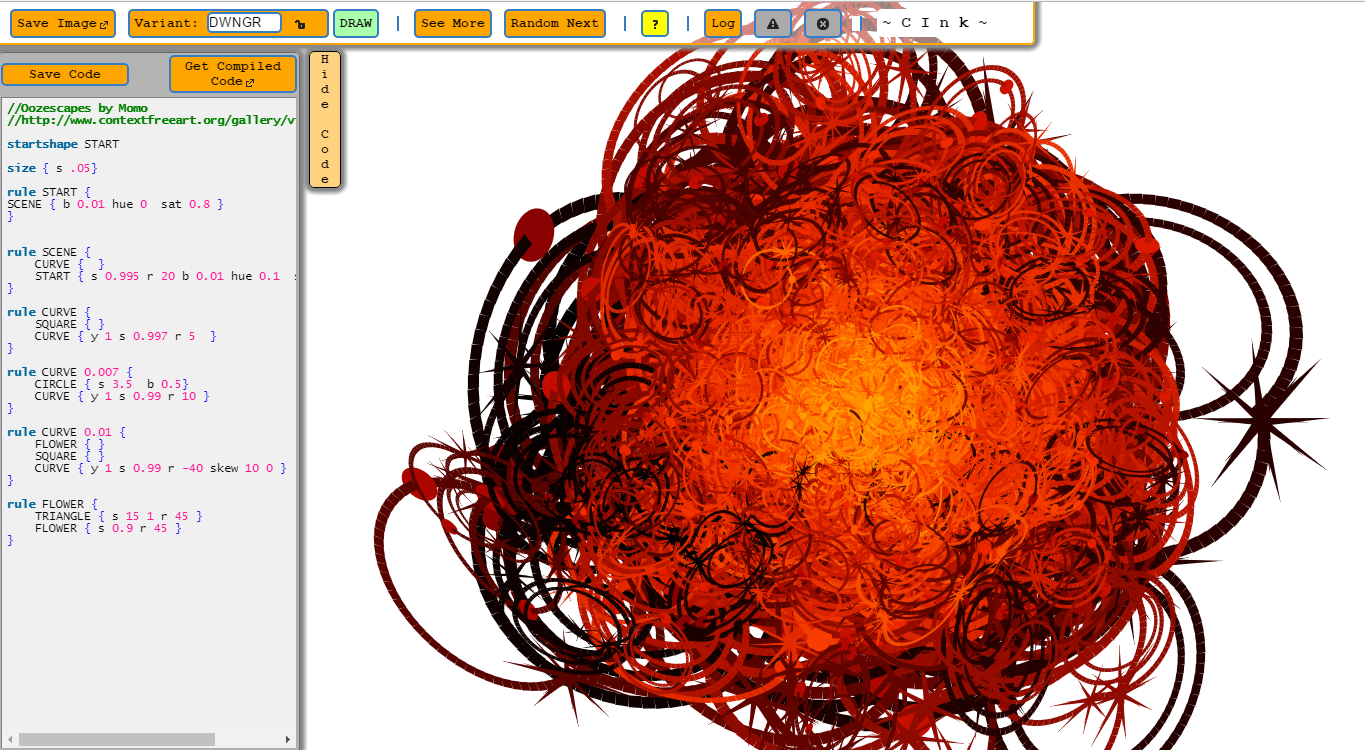 Save Image Variant: DWNGR DRAW | See More Random Next | ? | Log | ~ C I n k ~
Save Code
Get Compiled
Code
Hide Code
//Oozescapes by Momo
//http://www.contextfreeart.org/gallery/v
startshape START
size { s .05}
rule START {
SCENE { b 0.01 hue 0 sat 0.8 }
}
rule SCENE {
CURVE { }
START { s 0.995 r 20 b 0.01 hue 0.1
}
rule CURVE {
SQUARE { }
CURVE { y 1 s 0.997 r 5 }
}
rule CURVE 0.007 {
CIRCLE { s 3.5 b 0.5}
CURVE { y 1 s 0.99 r 10 }
}
rule CURVE 0.01 {
FLOWER { }
SQUARE { }
CURVE { y 1 s 0.99 r -40 skew 10 0 }
}
rule FLOWER {
TRIANGLE { s 15 1 r 45 }
FLOWER { s 0.9 r 45 }
}